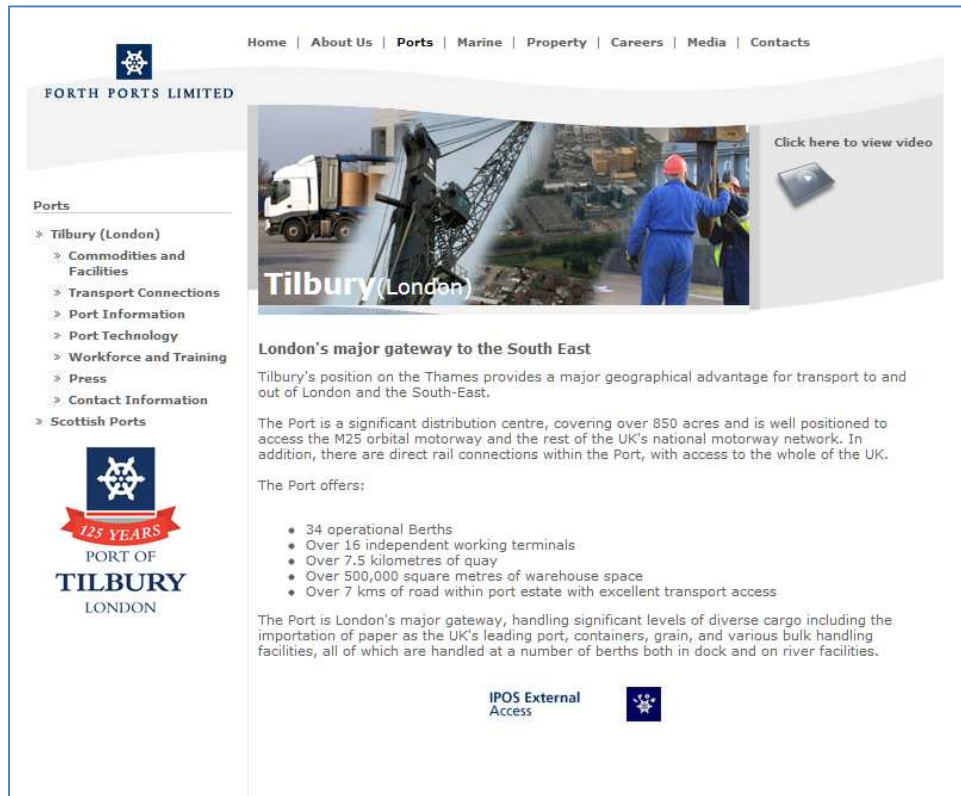 Home | About Us | Ports | Marine | Property | Careers | Media | Contacts
FORTH PORTS LIMITED
Click here to view video
Tilbury(London)
Ports
» Tilbury (London)
» Commodities and
Facilities
» Transport Connections
» Port Information
» Port Technology
» Workforce and Training
» Press
» Contact Information
» Scottish Ports
125 YEARS
PORT OF
TILBURY
LONDON
London's major gateway to the South East
Tilbury's position on the Thames provides a major geographical advantage for transport to and
out of London and the South-East.
The Port is a significant distribution centre, covering over 850 acres and is well positioned to
access the M25 orbital motorway and the rest of the UK's national motorway network. In
addition, there are direct rail connections within the Port, with access to the whole of the UK.
The Port offers:
• 34 operational Berths
• Over 16 independent working terminals
• Over 7.5 kilometres of quay
• Over 500,000 square metres of warehouse space
• Over 7 kms of road within port estate with excellent transport access
The Port is London's major gateway, handling significant levels of diverse cargo including the
importation of paper as the UK's leading port, containers, grain, and various bulk handling
facilities, all of which are handled at a number of berths both in dock and on river facilities.
IPOS External
Access